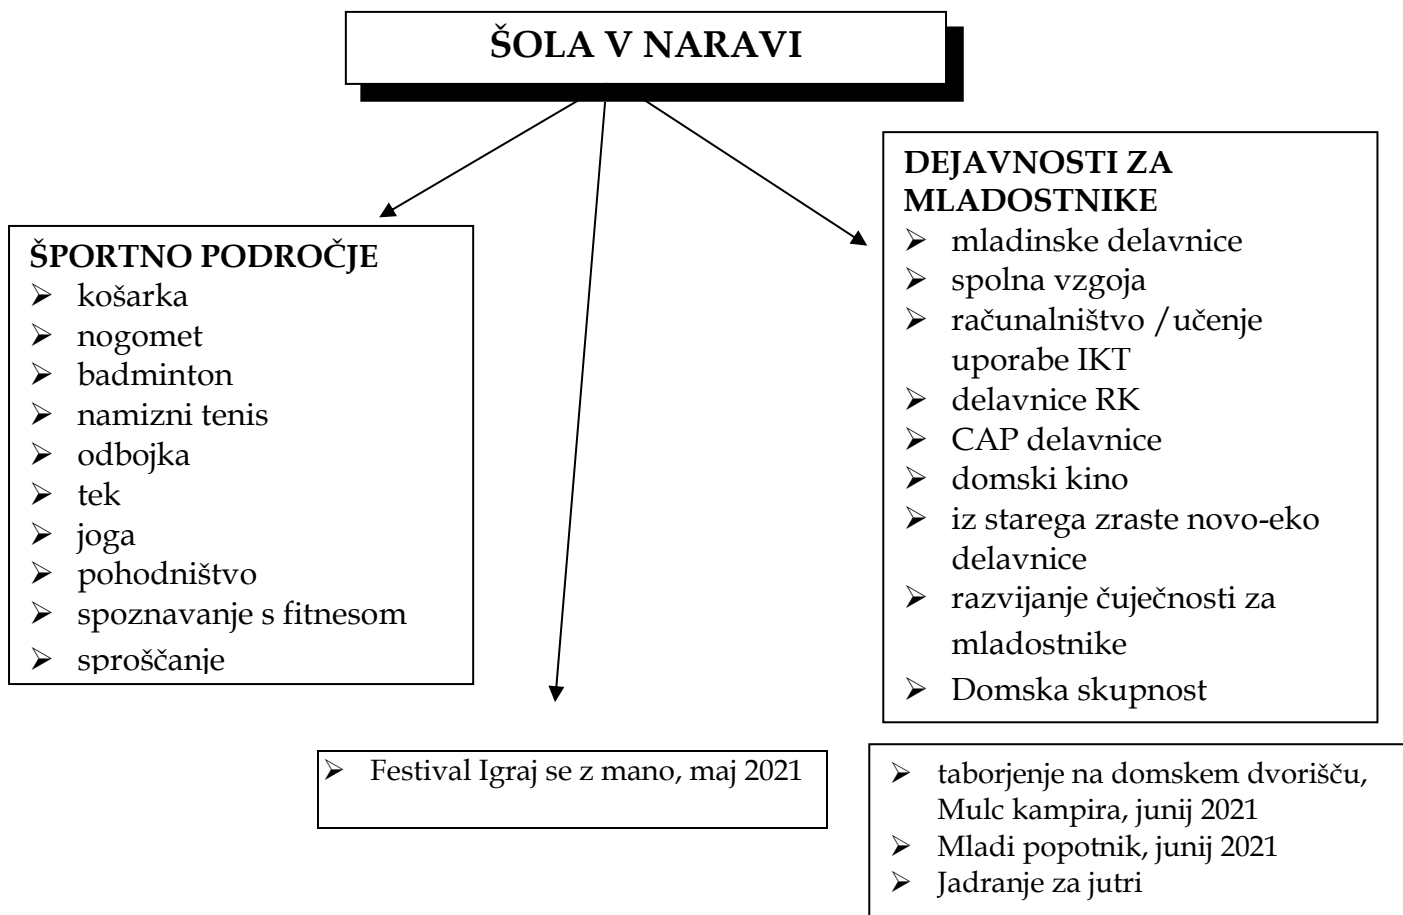 ŠOLA V NARAVI
ŠPORTNO PODROČJE
➢ košarka
➢ nogomet
➢ badminton
➢ namizni tenis
➢ odbojka
➢ tek
➢ joga
➢ pohodništvo
➢ spoznavanje s fitnesom
➢ sproščanje
DEJAVNOSTI ZA
MLADOSTNIKE
➢ mladinske delavnice
➢ spolna vzgoja
➢ računalništvo /učenje
uporabe IKT
➢ delavnice RK
➢ CAP delavnice
➢ domski kino
➢ iz starega zraste novo-eko
delavnice
➢ razvijanje čuječnosti za
mladostnike
➢ Domska skupnost
➢ Festival Igraj se z mano, maj 2021
➢ taborjenje na domskem dvorišču,
Mulc kampira, junij 2021
➢ Mladi popotnik, junij 2021
➢ Jadranje za jutri